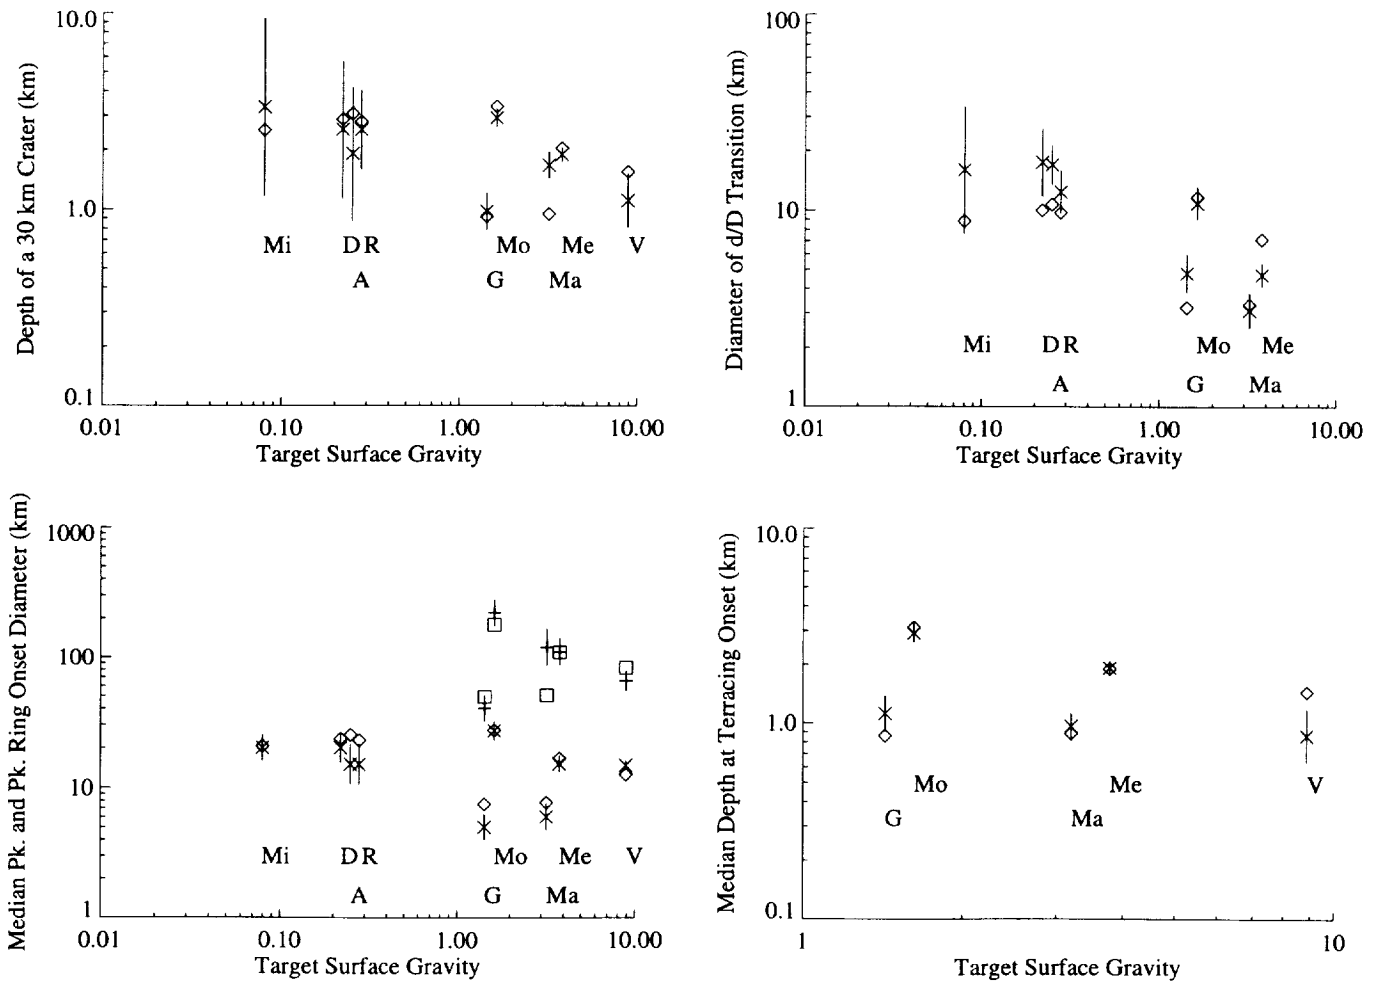 10.0
1.0
0.1
Depth of a 30 km Crater (km)
Mi
D R
A
Mo
G
Me
Ma
V
0.01
0.10
1.00
10.00
Target Surface Gravity
100
10
1
Diameter of d/D Transition (km)
Mi
D R
A
Mo
G
Me
Ma
0.01
0.10
1.00
10.00
Target Surface Gravity
1000
100
10
1
Median Pk. and Pk. Ring Onset Diameter (km)
Mi
D R
A
Mo
G
Me
Ma
V
0.01
0.10
1.00
10.00
Target Surface Gravity
10.0
1.0
0.1
Median Depth at Terracing Onset (km)
Mo
G
Me
Ma
V
1
10
Target Surface Gravity